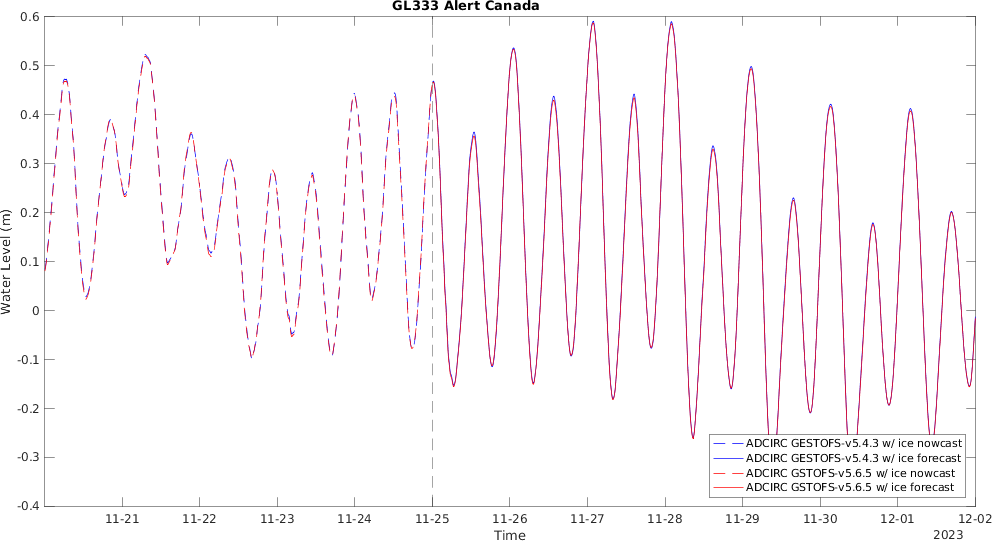 GL333 Alert Canada
0.6
0.5
0.4
0.3
0.2
0.1
0
-0.1
-0.2
-0.3
-0.4
Water Level (m)
ADCIRC GESTOFS-v5.4.3 w/ ice nowcast
ADCIRC GESTOFS-v5.4.3 w/ ice forecast
ADCIRC GSTOFS-v5.6.5 w/ ice nowcast
ADCIRC GSTOFS-v5.6.5 w/ ice forecast
11-21 11-22 11-23 11-24 11-25 11-26 11-27 11-28 11-29 11-30 12-01 12-02
Time
2023